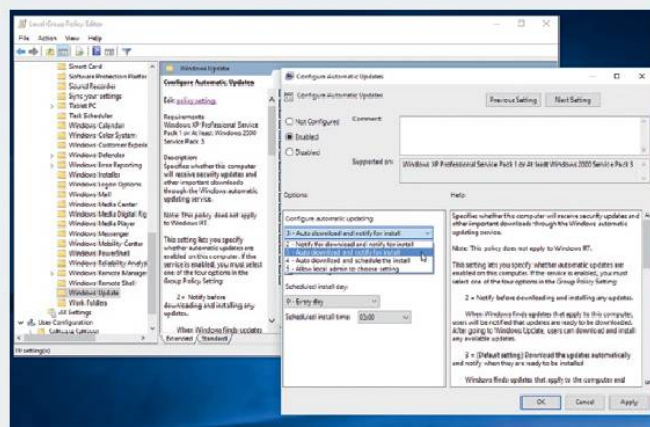 Local Group Policy Editor
File Action View Help
Smart Card
Software Protection Platfor
Sound Recorder
Sync your settings
Tablet PC
Task Scheduler
Windows Calendar
Windows Color System
Windows Customer Experie
Windows Defender
Windows Error Reporting
Windows Installer
Windows Logon Options
Windows Mail
Windows Media Center
Windows Media Digital Rig
Windows Media Player
Windows Messenger
Windows Mobility Center
Windows PowerShell
Windows Reliability Analysi
Windows Remote Manager
Windows Remote Shell
Windows Update
Work Folders
All Settings
User Configuration
19 setting(s)
Windows Update
Configure Automatic Updates
Edit policy setting.
Requirements:
Windows XP Professional Service
Pack 1 or At least Windows 2000
Service Pack 3
Description:
Specifies whether this computer
will receive security updates and
other important downloads
through the Windows automatic
updating service.
Note: This policy does not apply
to Windows RT.
This setting lets you specify
whether automatic updates are
enabled on this computer. If the
service is enabled, you must select
one of the four options in the
Group Policy Setting:
2 = Notify before
downloading and installing any
updates.
When Windows finds updates
Extended Standard
Configure Automatic Updates
Configure Automatic Updates
Previous Setting Next Setting
Not Configured
Enabled
Disabled
Comment:
Supported on:
Windows XP Professional Service Pack 1 or At least Windows 2000 Service Pack 3
Options:
Help:
Configure automatic updating:
3 - Auto download and notify for install
2 - Notify for download and notify for install
3 - Auto download and notify for install
4 - Auto download and schedule the install
5 - Allow local admin to choose setting
Scheduled install day:
0 - Every day
Scheduled install time: 03:00
Specifies whether this computer will receive security updates and
other important downloads through the Windows automatic
updating service.
Note: This policy does not apply to Windows RT.
This setting lets you specify whether automatic updates are
enabled on this computer. If the service is enabled, you must
select one of the four options in the Group Policy Setting:
2 = Notify before downloading and installing any updates.
When Windows finds updates that apply to this computer,
users will be notified that updates are ready to be downloaded.
After going to Windows Update, users can download and install
any available updates.
3 = (Default setting) Download the updates automatically
and notify when they are ready to be installed
Windows finds updates that apply to the computer and
OK Cancel Apply